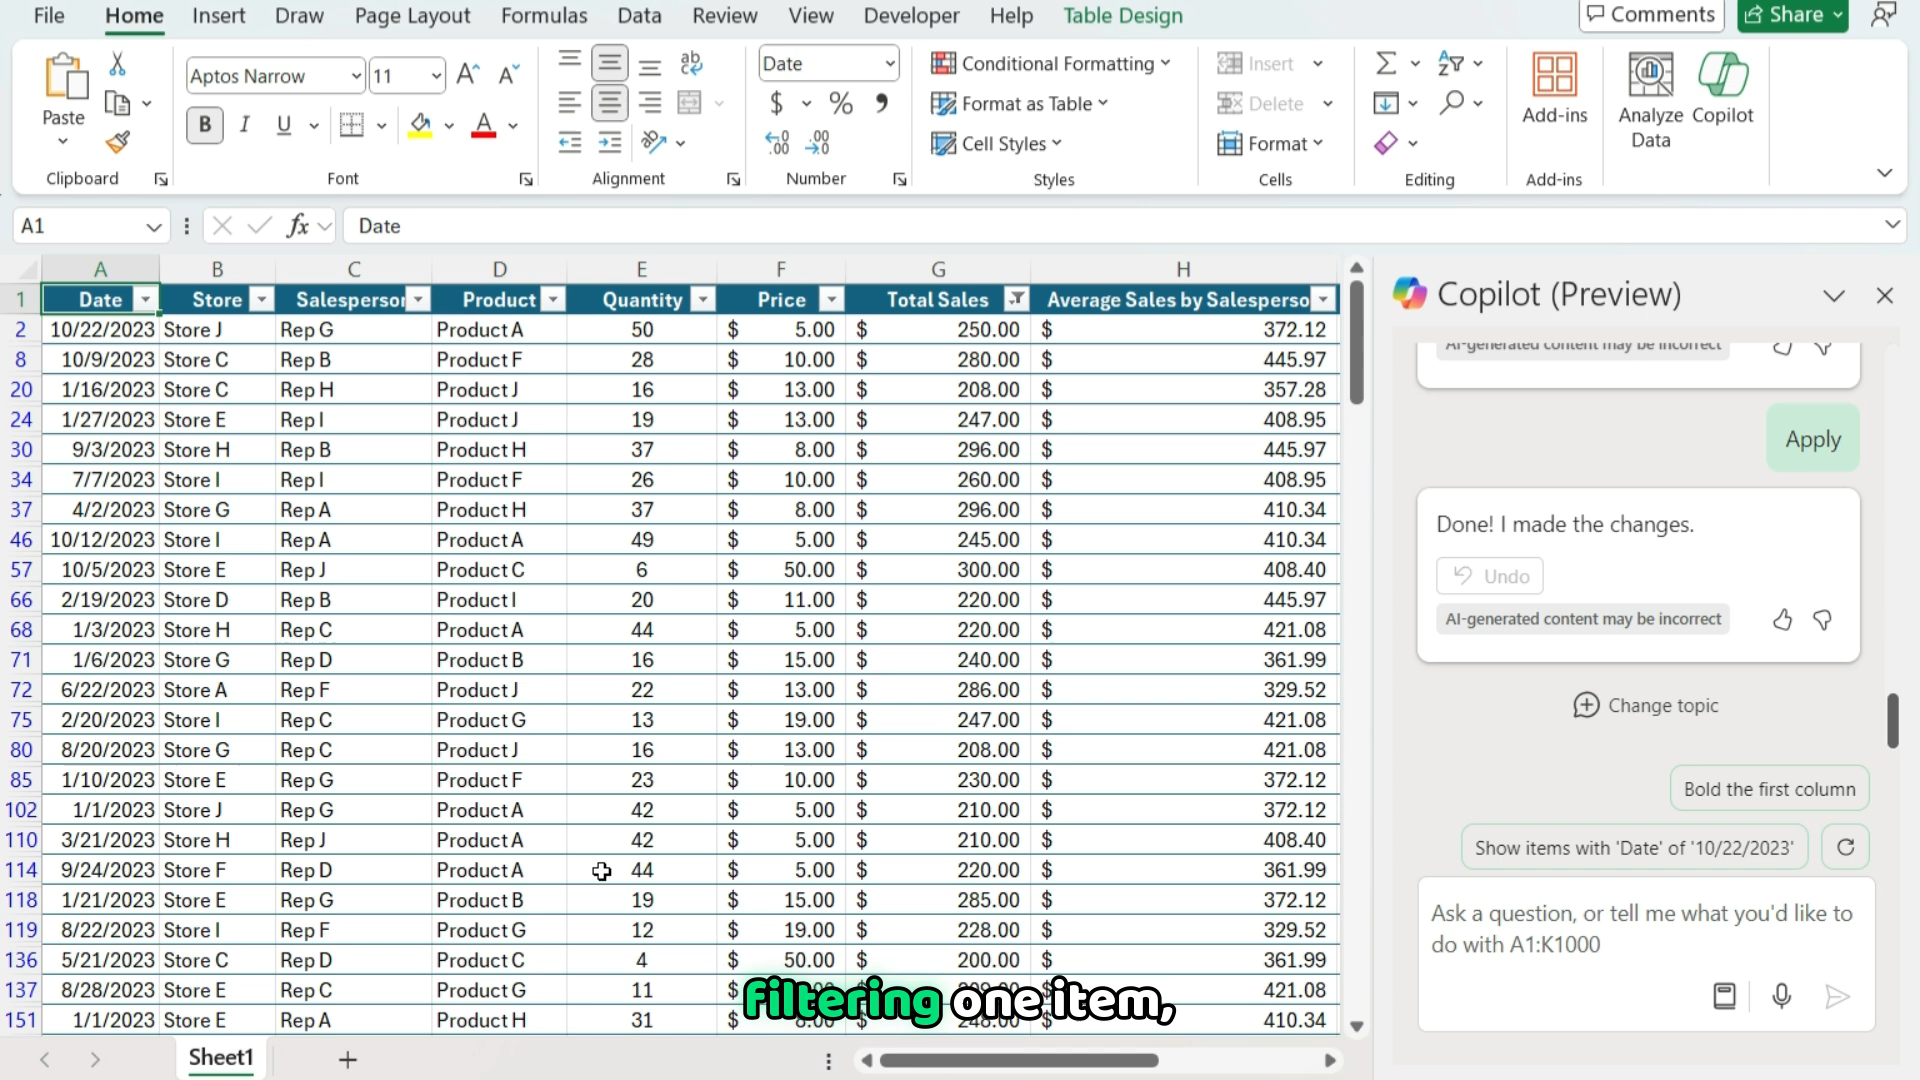 File Home Insert Draw Page Layout Formulas Data Review View Developer Help Table Design Comments Share
Aptos Narrow 11 Date Conditional Formatting Insert
Paste $ % Format as Table Delete Add-ins Analyze Data Copilot
B I U A Cell Styles Format
Clipboard Font Alignment Number Styles Cells Editing Add-ins
A1 fx Date
A B C D E F G H
1 Date Store Salesperson Product Quantity Price Total Sales Average Sales by Salesperso
2 10/22/2023 Store J Rep G Product A 50 $ 5.00 $ 250.00 $ 372.12
8 10/9/2023 Store C Rep B Product F 28 $ 10.00 $ 280.00 $ 445.97
20 1/16/2023 Store C Rep H Product J 16 $ 13.00 $ 208.00 $ 357.28
24 1/27/2023 Store E Rep I Product J 19 $ 13.00 $ 247.00 $ 408.95
30 9/3/2023 Store H Rep B Product H 37 $ 8.00 $ 296.00 $ 445.97
34 7/7/2023 Store I Rep I Product F 26 $ 10.00 $ 260.00 $ 408.95
37 4/2/2023 Store G Rep A Product H 37 $ 8.00 $ 296.00 $ 410.34
46 10/12/2023 Store I Rep A Product A 49 $ 5.00 $ 245.00 $ 410.34
57 10/5/2023 Store E Rep J Product C 6 $ 50.00 $ 300.00 $ 408.40
66 2/19/2023 Store D Rep B Product I 20 $ 11.00 $ 220.00 $ 445.97
68 1/3/2023 Store H Rep C Product A 44 $ 5.00 $ 220.00 $ 421.08
71 1/6/2023 Store G Rep D Product B 16 $ 15.00 $ 240.00 $ 361.99
72 6/22/2023 Store A Rep F Product J 22 $ 13.00 $ 286.00 $ 329.52
75 2/20/2023 Store I Rep C Product G 13 $ 19.00 $ 247.00 $ 421.08
80 8/20/2023 Store G Rep C Product J 16 $ 13.00 $ 208.00 $ 421.08
85 1/10/2023 Store E Rep G Product F 23 $ 10.00 $ 230.00 $ 372.12
102 1/1/2023 Store J Rep G Product A 42 $ 5.00 $ 210.00 $ 372.12
110 3/21/2023 Store H Rep J Product A 42 $ 5.00 $ 210.00 $ 408.40
114 9/24/2023 Store F Rep D Product A 44 $ 5.00 $ 220.00 $ 361.99
118 1/21/2023 Store E Rep G Product B 19 $ 15.00 $ 285.00 $ 372.12
119 8/22/2023 Store I Rep F Product G 12 $ 19.00 $ 228.00 $ 329.52
136 5/21/2023 Store C Rep D Product C 4 $ 50.00 $ 200.00 $ 361.99
137 8/28/2023 Store E Rep C Product G 11 $ 421.08
151 1/1/2023 Store E Rep A Product H 31 $ 8.00 $ 248.00 $ 410.34
filtering one item,
Sheet1
Copilot (Preview)
AI-generated content may be incorrect
Apply
Done! I made the changes.
Undo
AI-generated content may be incorrect
Change topic
Bold the first column
Show items with 'Date' of '10/22/2023'
Ask a question, or tell me what you'd like to
do with A1:K1000